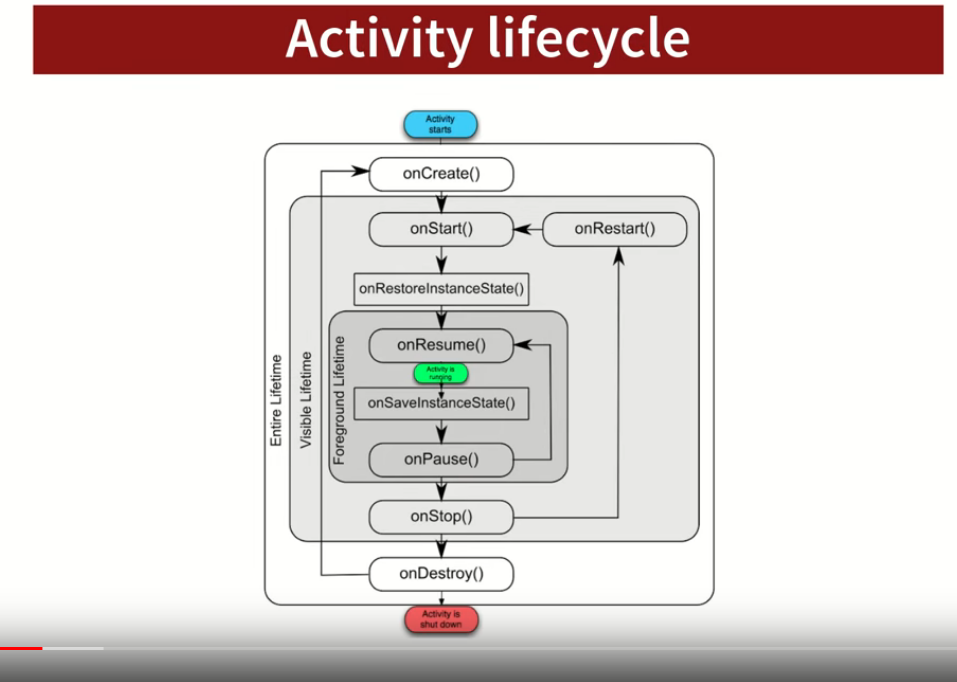 Activity lifecycle
Activity
starts
onCreate()
onStart()
onRestart()
onRestoreInstanceState()
onResume()
Activity is
running
onSaveInstanceState()
onPause()
onStop()
onDestroy()
Activity is
shut down
Entire Lifetime
Visible Lifetime
Foreground Lifetime